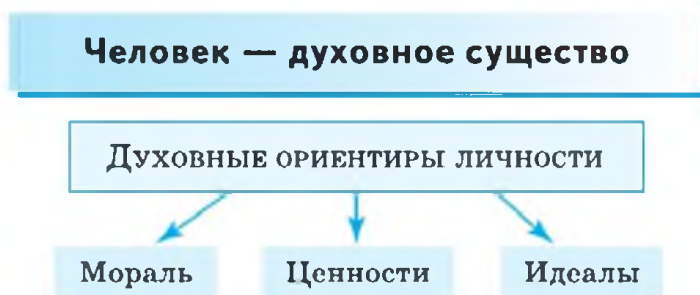 Человек — духовное существо
Духовные ориентиры личности
Мораль Ценности Идеалы